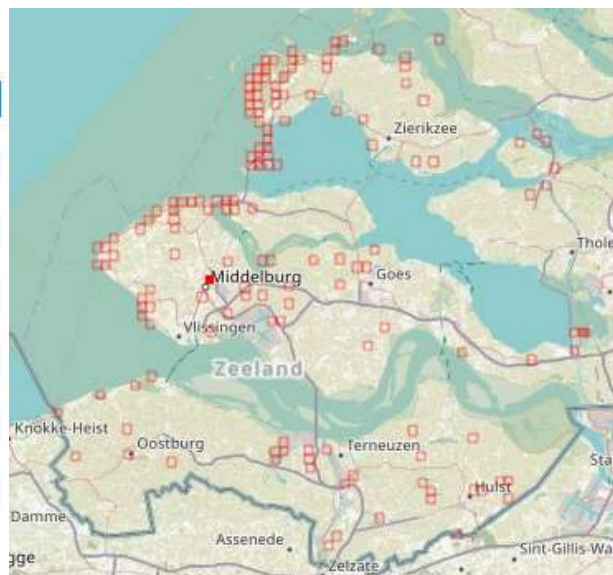 Zierikzee
Thole
Middelburg
Goes
Vlissingen
Zeeland
Knokke-Heist
Oostburg
Terneuzen
Sta
Hulst
Damme
Assenede
Sint-Gillis-Wa
gge
Zelzate